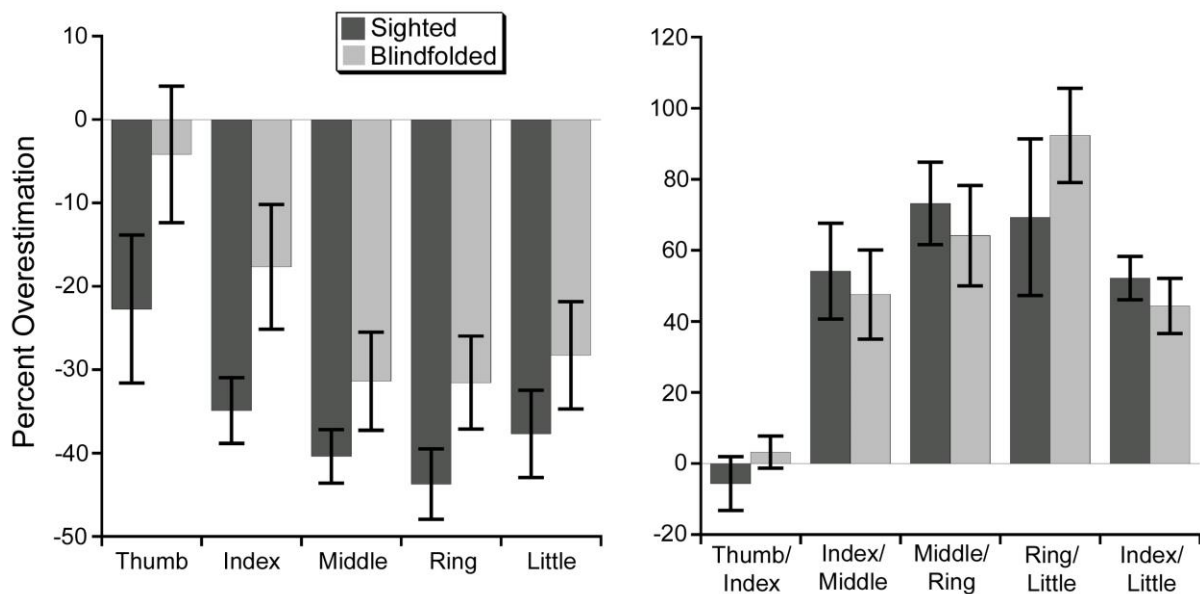 Sighted
Blindfolded
Percent Overestimation
10
0
-10
-20
-30
-40
-50
Thumb Index Middle Ring Little
120
100
80
60
40
20
0
-20
Thumb/ Index/ Middle/ Ring/ Index/
Index Middle Ring Little Little